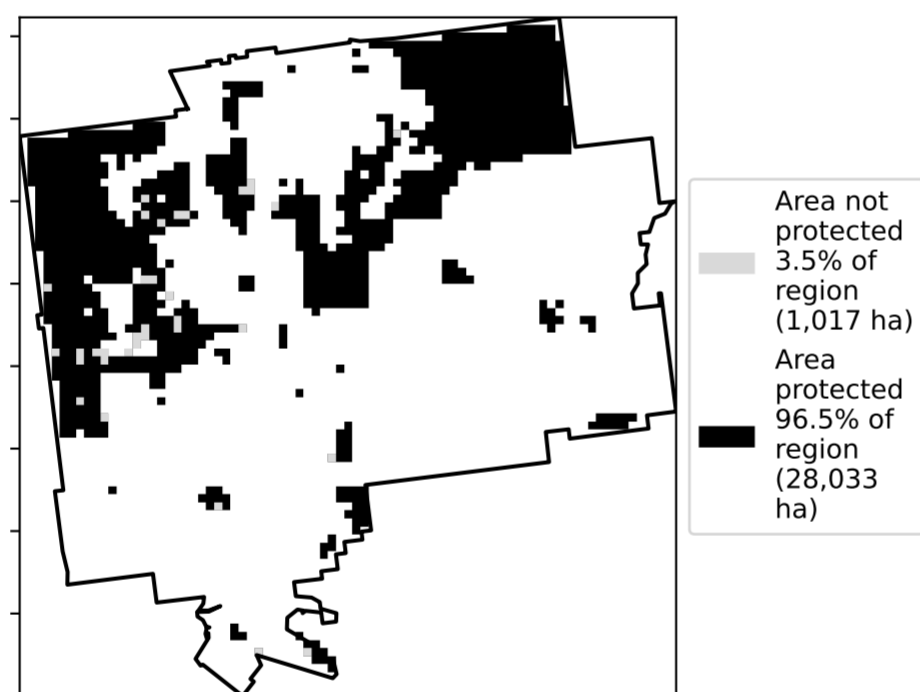 Area not
protected
3.5% of
region
(1,017 ha)
Area
protected
96.5% of
region
(28,033
ha)